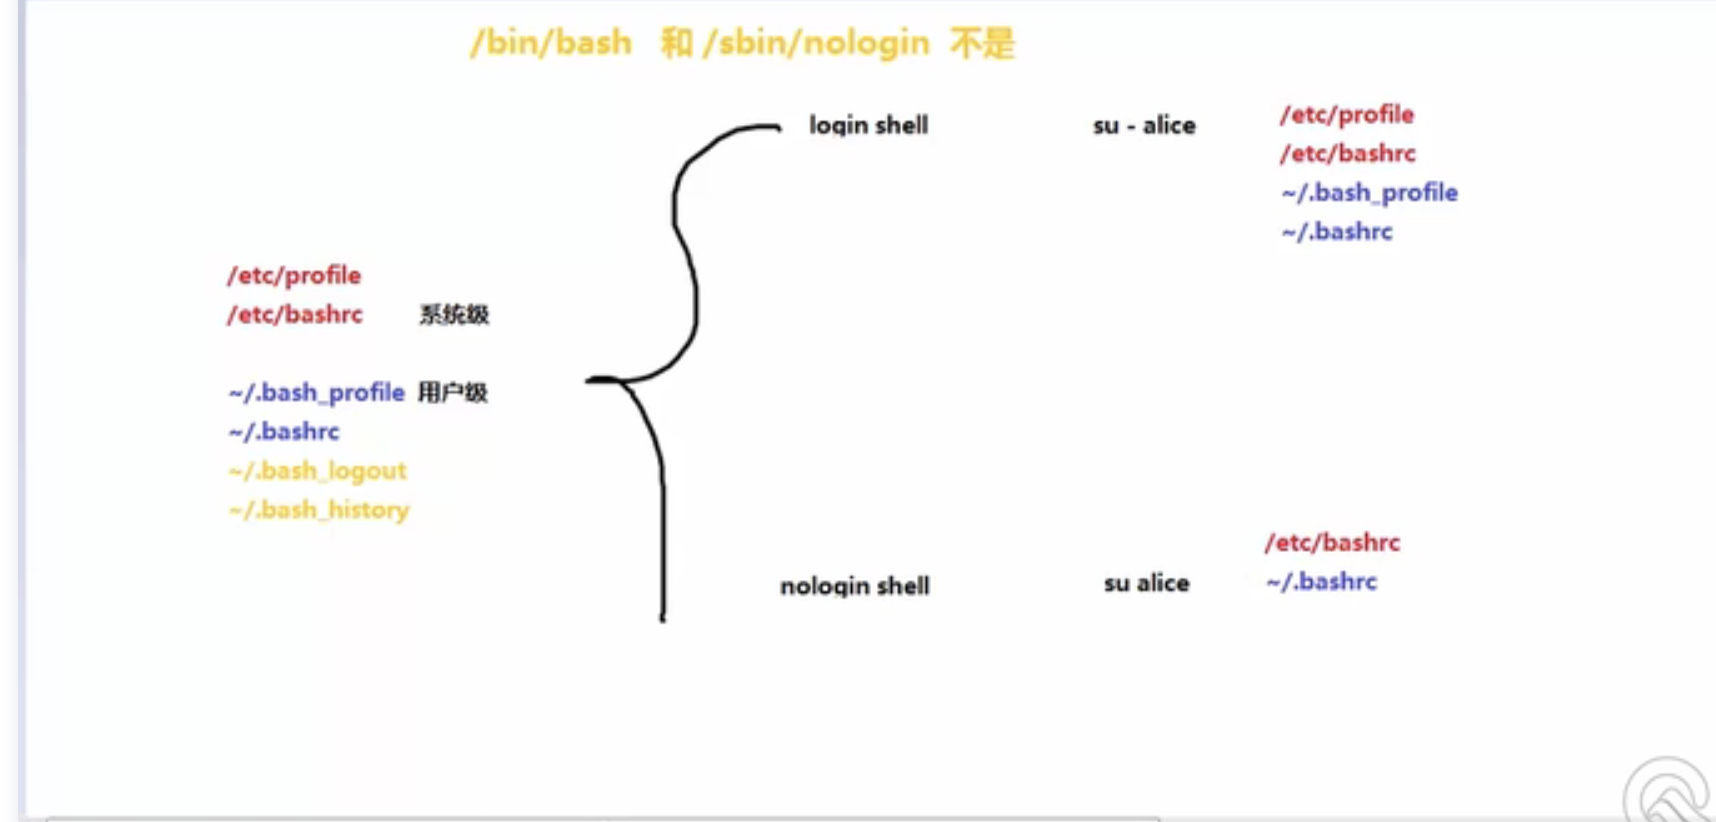 /bin/bash 和 /sbin/nologin 不是
login shell su - alice
/etc/profile
/etc/bashrc
~/.bash_profile
~/.bashrc
/etc/profile
/etc/bashrc 系统级
~/.bash_profile 用户级
~/.bashrc
~/.bash_logout
~/.bash_history
nologin shell su alice
/etc/bashrc
~/.bashrc